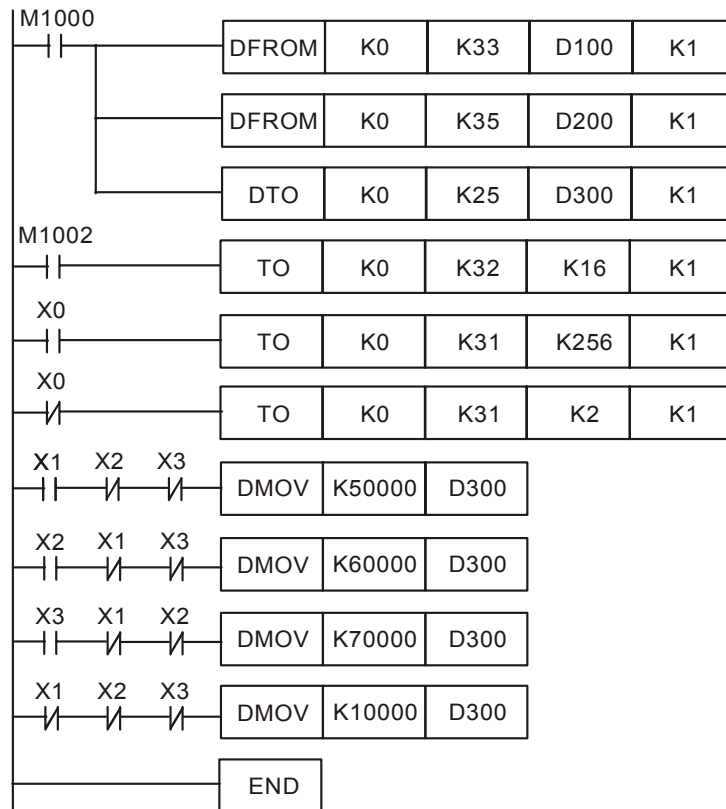 M1000
DFROM K0 K33 D100 K1
DFROM K0 K35 D200 K1
DTO K0 K25 D300 K1
M1002
TO K0 K32 K16 K1
X0
TO K0 K31 K256 K1
X0
TO K0 K31 K2 K1
X1 X2 X3
DMOV K50000 D300
X2 X1 X3
DMOV K60000 D300
X3 X1 X2
DMOV K70000 D300
X1 X2 X3
DMOV K10000 D300
END